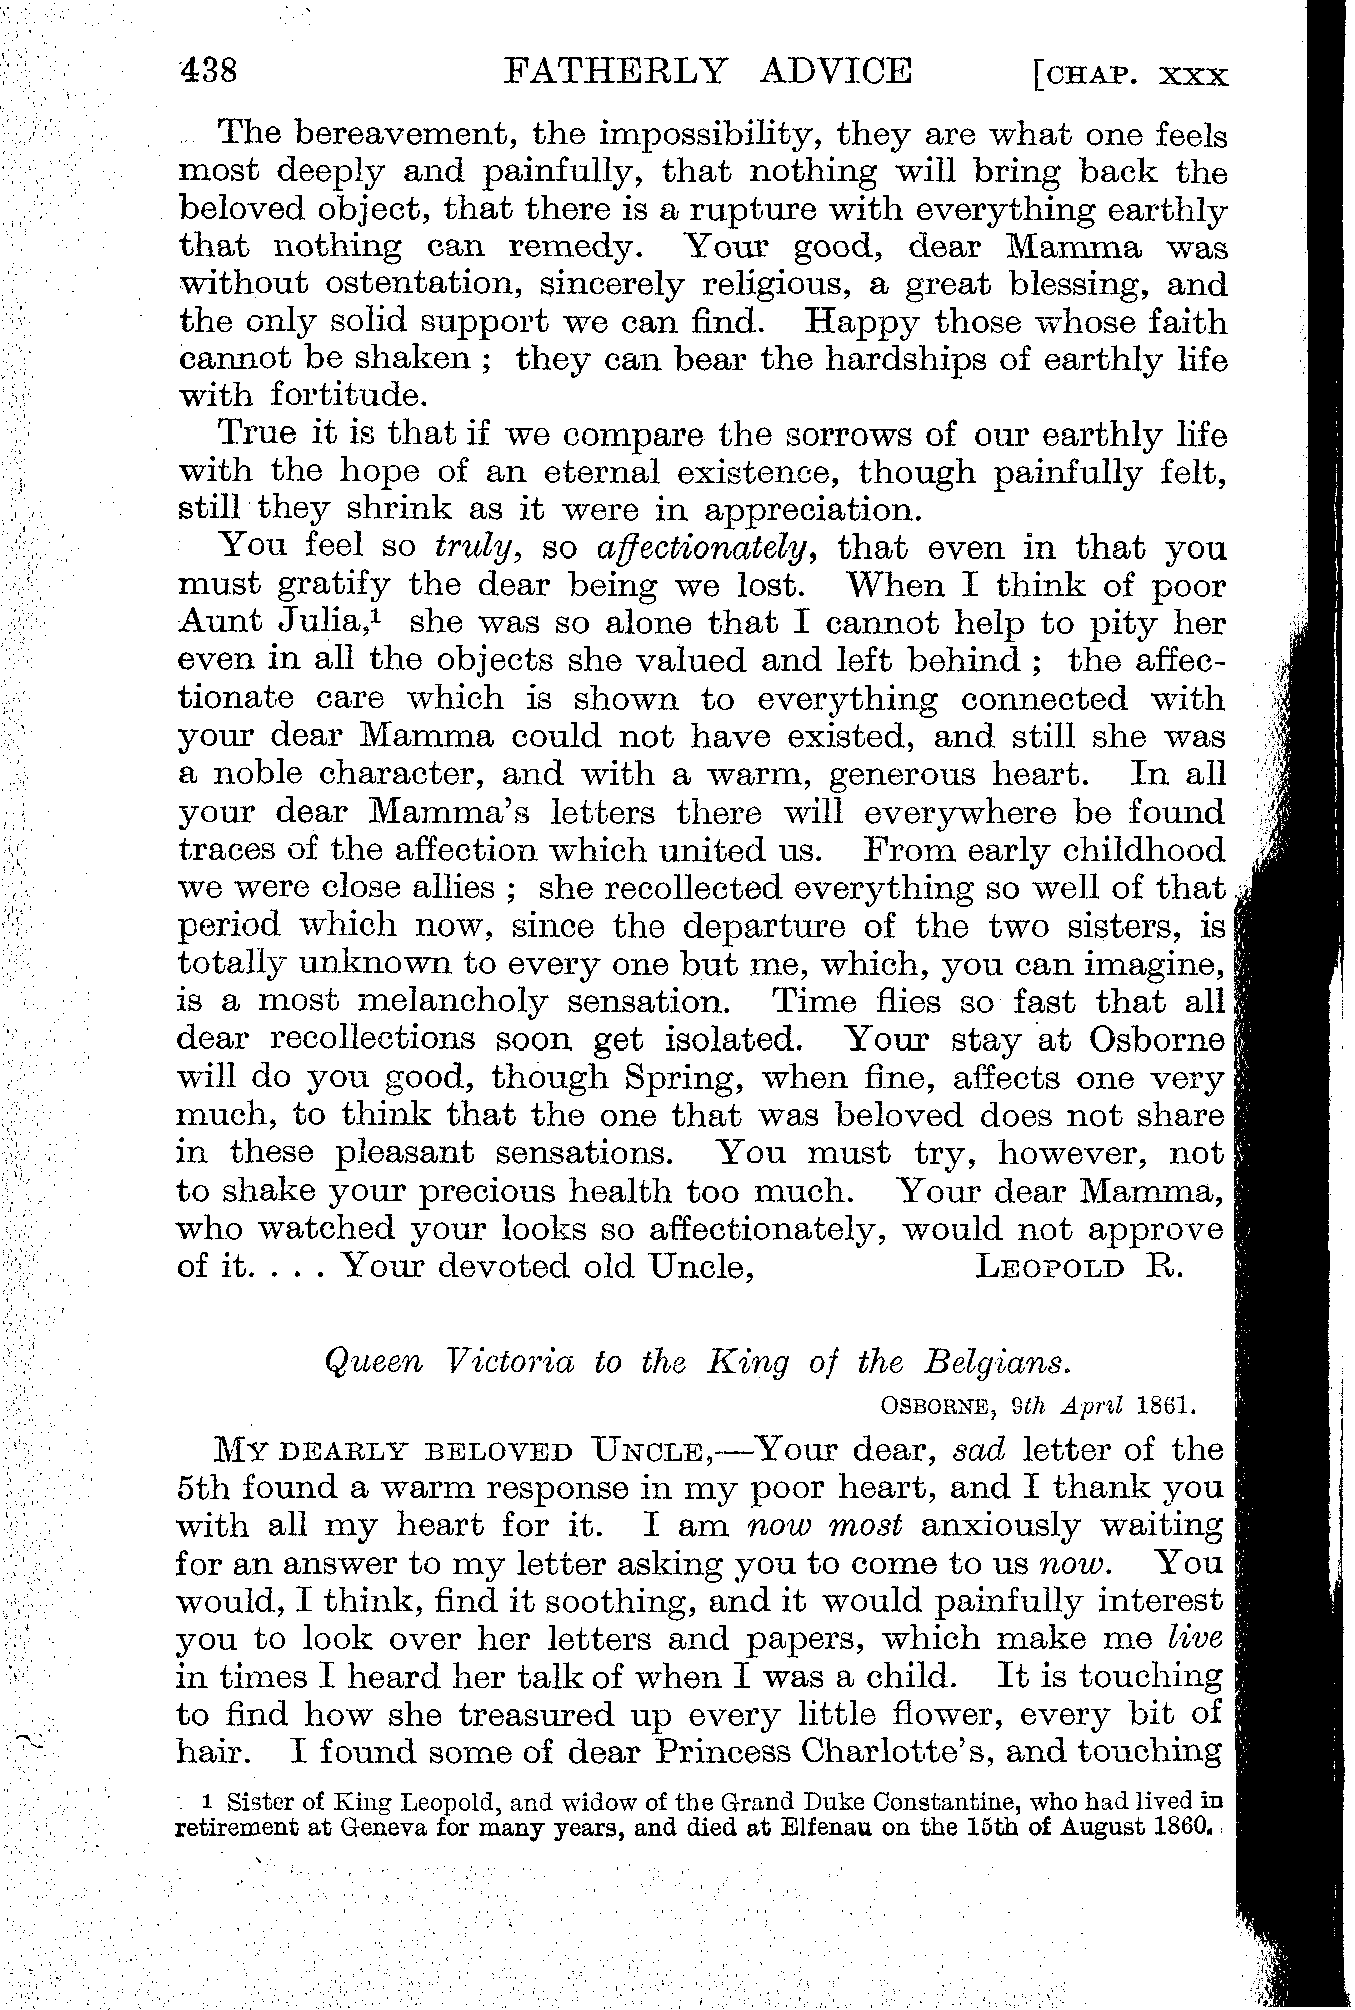 438 FATHERLY ADVICE [CHAP. XXX
The bereavement, the impossibility, they are what one feels
most deeply and painfully, that nothing will bring back the
beloved object, that there is a rupture with everything earthly
that nothing can remedy. Your good, dear Mamma was
without ostentation, sincerely religious, a great blessing, and
the only solid support we can find. Happy those whose faith
cannot be shaken ; they can bear the hardships of earthly life
with fortitude.
True it is that if we compare the sorrows of our earthly life
with the hope of an eternal existence, though painfully felt,
still they shrink as it were in appreciation.
You feel so truly, so affectionately, that even in that you
must gratify the dear being we lost. When I think of poor
Aunt Julia,¹ she was so alone that I cannot help to pity her
even in all the objects she valued and left behind ; the affec-
tionate care which is shown to everything connected with
your dear Mamma could not have existed, and still she was
a noble character, and with a warm, generous heart. In all
your dear Mamma's letters there will everywhere be found
traces of the affection which united us. From early childhood
we were close allies ; she recollected everything so well of that
period which now, since the departure of the two sisters, is
totally unknown to every one but me, which, you can imagine,
is a most melancholy sensation. Time flies so fast that all
dear recollections soon get isolated. Your stay at Osborne
will do you good, though Spring, when fine, affects one very
much, to think that the one that was beloved does not share
in these pleasant sensations. You must try, however, not
to shake your precious health too much. Your dear Mamma,
who watched your looks so affectionately, would not approve
of it. . . . Your devoted old Uncle, LEOPOLD R.
Queen Victoria to the King of the Belgians.
OSBORNE, 9th April 1861.
MY DEARLY BELOVED UNCLE,—Your dear, sad letter of the
5th found a warm response in my poor heart, and I thank you
with all my heart for it. I am now most anxiously waiting
for an answer to my letter asking you to come to us now. You
would, I think, find it soothing, and it would painfully interest
you to look over her letters and papers, which make me live
in times I heard her talk of when I was a child. It is touching
to find how she treasured up every little flower, every bit of
hair. I found some of dear Princess Charlotte's, and touching
1 Sister of King Leopold, and widow of the Grand Duke Constantine, who had lived in
retirement at Geneva for many years, and died at Elfenau on the 15th of August 1860.